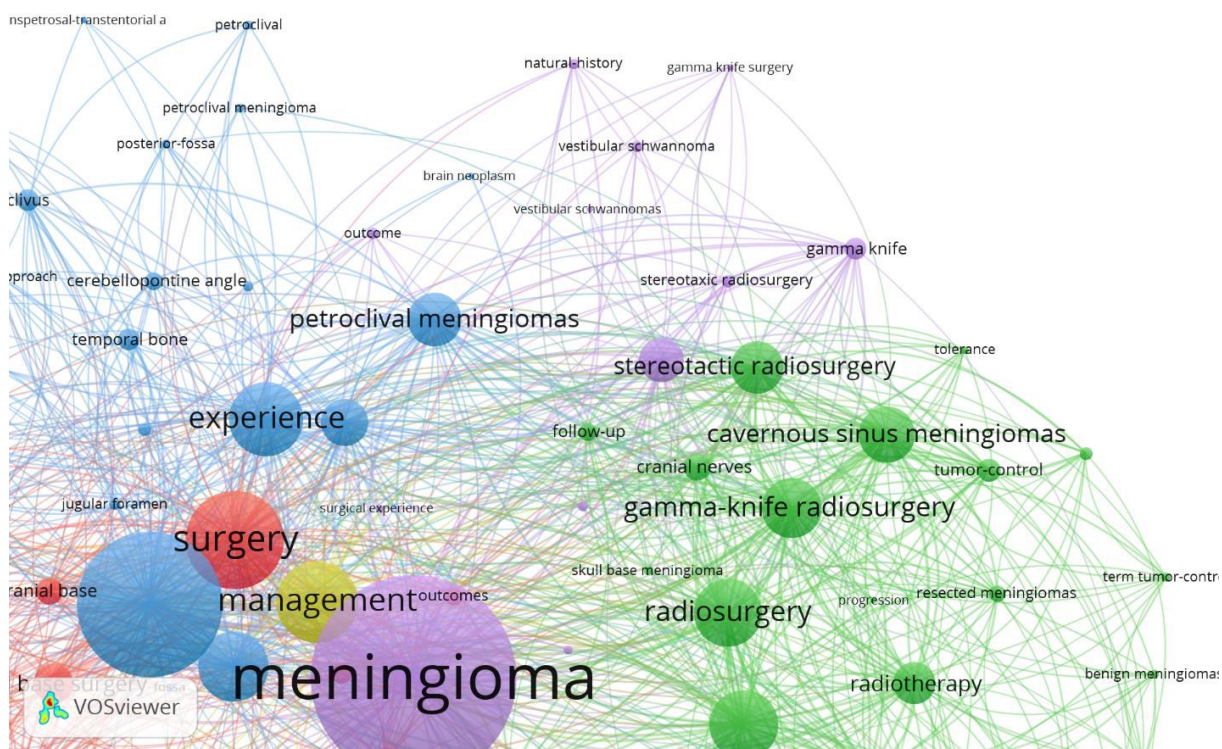 nspetrosal-transtentorial a
petroclival
natural-history
gamma knife surgery
petroclival meningioma
posterior-fossa
vestibular schwannoma
brain neoplasm
clivus
vestibular schwannomas
outcome
gamma knife
pproach
cerebellopontine angle
stereotaxic radiosurgery
petroclival meningiomas
temporal bone
tolerance
stereotactic radiosurgery
experience
follow-up
cavernous sinus meningiomas
cranial nerves
tumor-control
jugular foramen
surgical experience
gamma-knife radiosurgery
surgery
skull base meningioma
term tumor-contro
ranial base
management
outcomes
radiosurgery
progression
resected meningiomas
meningioma
benign meningiomas
base surgery
fossa
radiotherapy
VOSviewer